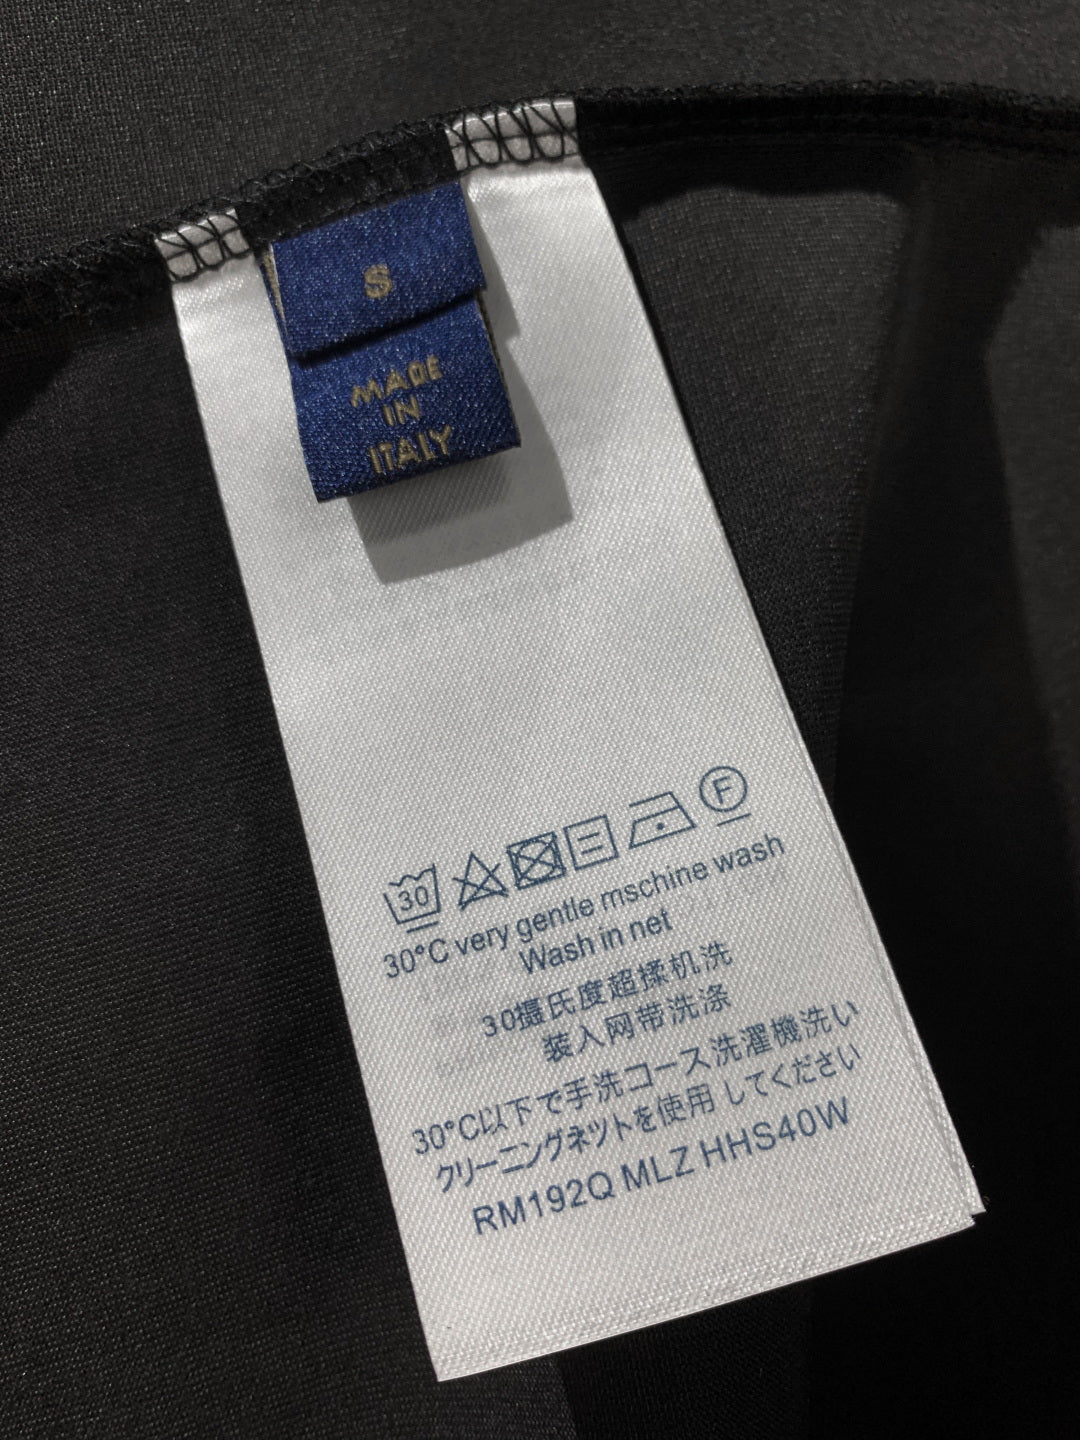 S
MADE
IN
ITALY
30
F
30°C very gentle mschine wash
Wash in net
30摄氏度超揉机洗
装入网带洗涤
30°C以下で手洗コース洗濯機洗い
クリーニングネツトを使用してください
RM192Q MLZ HHS40W